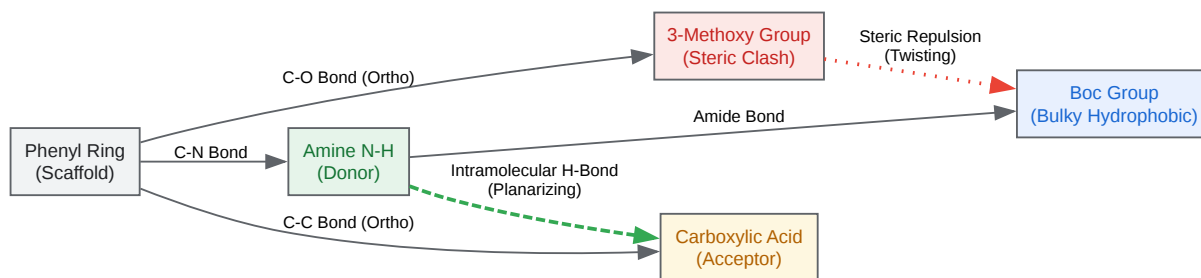 3-Methoxy Group
(Steric Clash)
Steric Repulsion
(Twisting)
Boc Group
(Bulky Hydrophobic)
C-O Bond (Ortho)
Amide Bond
Phenyl Ring
(Scaffold)
C-N Bond
Amine N-H
(Donor)
Intramolecular H-Bond
(Planarizing)
C-C Bond (Ortho)
Carboxylic Acid
(Acceptor)